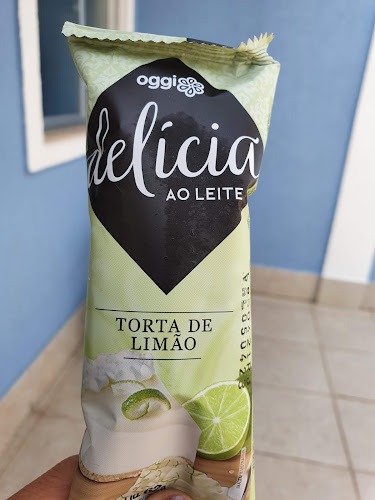 oggi
delícia
AO LEITE
TORTA DE
LIMÃO